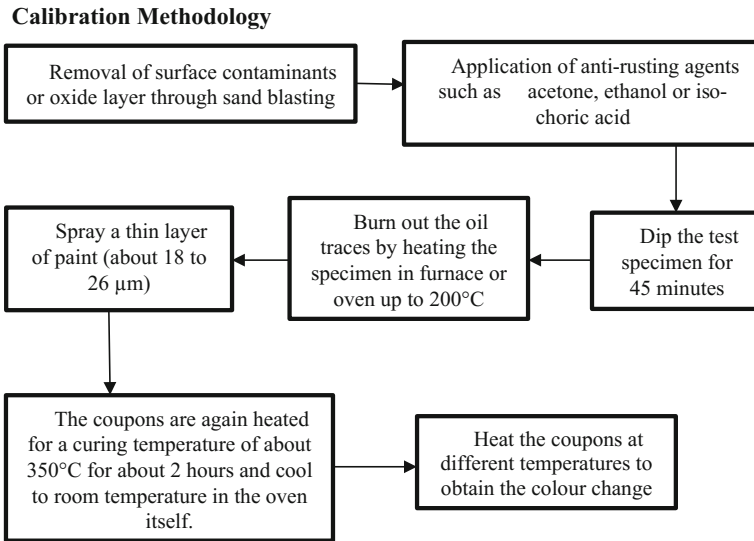 Calibration Methodology
Removal of surface contaminants
or oxide layer through sand blasting
Application of anti-rusting agents
such as acetone, ethanol or iso-
choric acid
Dip the test
specimen for
45 minutes
Burn out the oil
traces by heating the
specimen in furnace or
oven up to 200°C
Spray a thin layer
of paint (about 18 to
26 µm)
The coupons are again heated
for a curing temperature of about
350°C for about 2 hours and cool
to room temperature in the oven
itself.
Heat the coupons at
different temperatures to
obtain the colour change